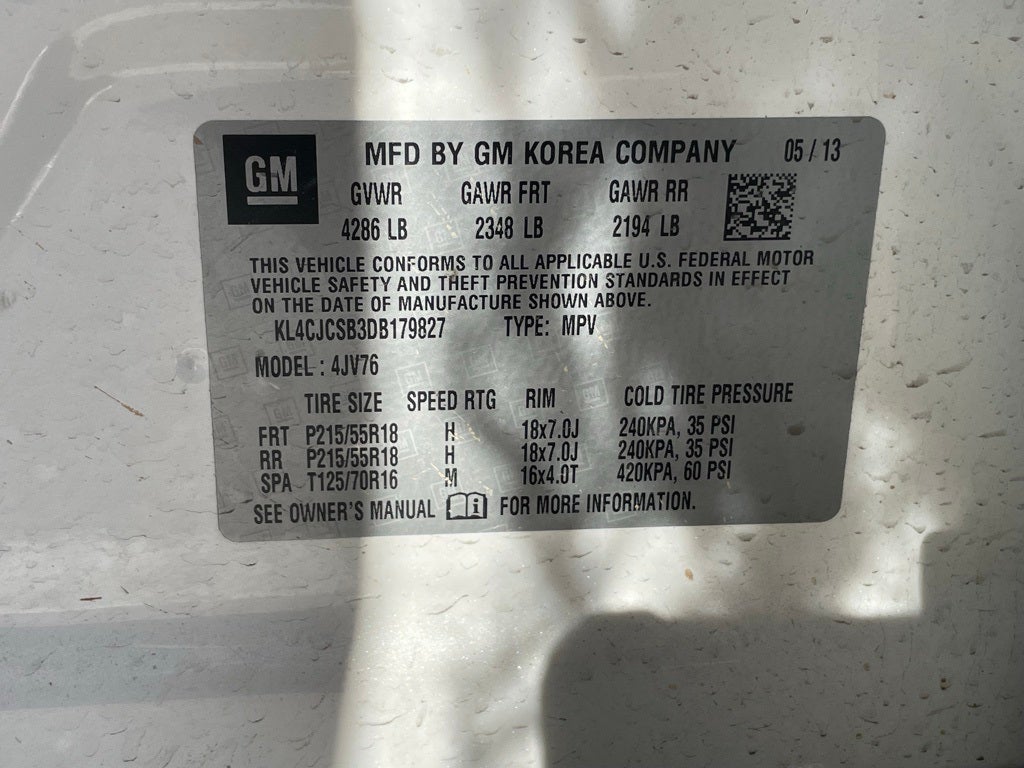 GM
MFD BY GM KOREA COMPANY 05 / 13
GVWR GAWR FRT GAWR RR
4286 LB 2348 LB 2194 LB
THIS VEHICLE CONFORMS TO ALL APPLICABLE U.S. FEDERAL MOTOR
VEHICLE SAFETY AND THEFT PREVENTION STANDARDS IN EFFECT
ON THE DATE OF MANUFACTURE SHOWN ABOVE.
KL4CJCSB3DB179827 TYPE: MPV
MODEL : 4JV76
TIRE SIZE SPEED RTG RIM COLD TIRE PRESSURE
FRT P215/55R18 H 18x7.0J 240KPA, 35 PSI
RR P215/55R18 H 18x7.0J 240KPA, 35 PSI
SPA T125/70R16 M 16x4.0T 420KPA, 60 PSI
SEE OWNER'S MANUAL FOR MORE INFORMATION.